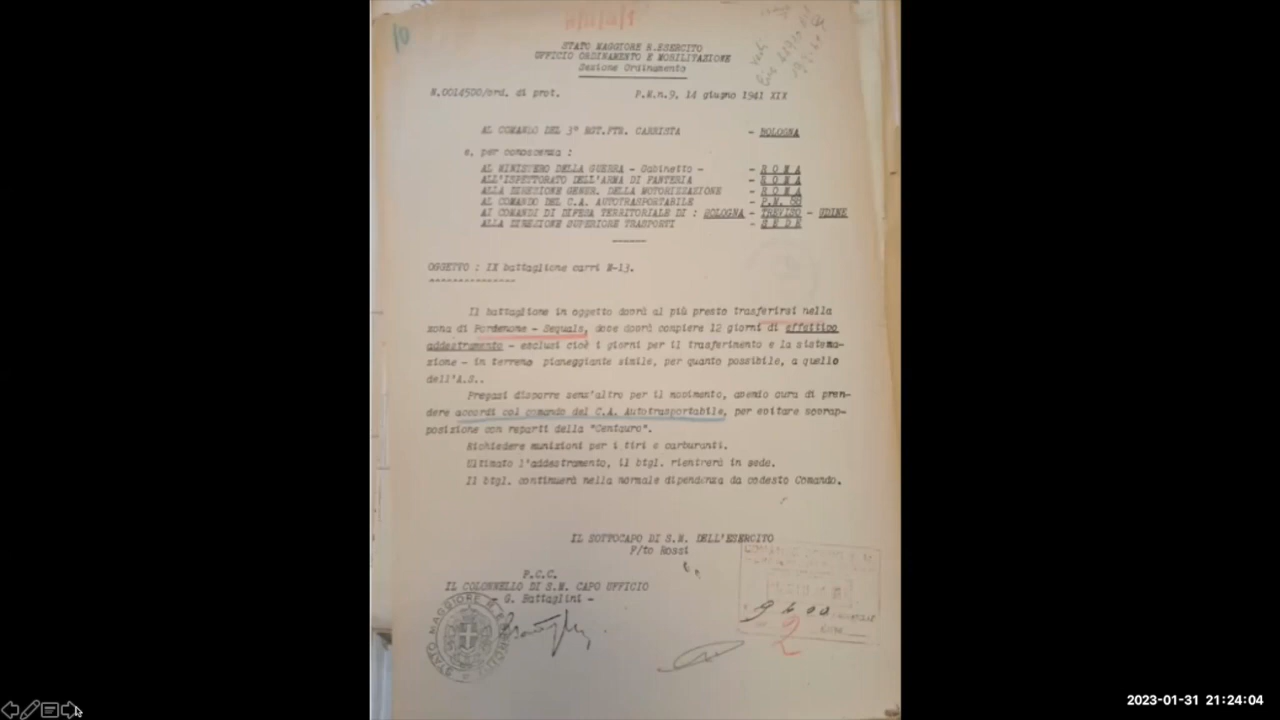 10
STATO MAGGIORE R.ESERCITO
UFFICIO ORDINAMENTO E MOBILITAZIONE
Sezione Ordinamento
N.0014500/ord. di prot. P.M.n.9, 14 giugno 1941 XIX
AL COMANDO DEL 3° RGT.FTR. CARRISTA - BOLOGNA
e, per conoscenza :
AL MINISTERO DELLA GUERRA - Gabinetto - - R O M A
ALL'ISPETTORATO DELL'ARMA DI FANTERIA - R O M A
ALLA DIREZIONE GENER. DELLA MOTORIZZAZIONE - R O M A
AL COMANDO DEL C.A. AUTOTRASPORTABILE - P.M. 88
AI COMANDI DI DIFESA TERRITORIALE DI : BOLOGNA - TREVISO - UDINE
ALLA DIREZIONE SUPERIORE TRASPORTI - S E D E
OGGETTO : IX battaglione carri M-13.
Il battaglione in oggetto dovrà al più presto trasferirsi nella
zona di Pordenone - Sequals, dove dovrà compiere 12 giorni di effettivo
addestramento - esclusi cioè i giorni per il trasferimento e la sistema-
zione - in terreno pianeggiante simile, per quanto possibile, a quello
dell'A.S..
Pregasi disporre senz'altro per il movimento, avendo cura di pren-
dere accordi col comando del C.A. Autotrasportabile, per evitare sovrap-
posizione con reparti della "Centauro".
Richiedere munizioni per i tiri e carburanti.
Ultimato l'addestramento, il btgl. rientrerà in sede.
Il btgl. continuerà nella normale dipendenza da codesto Comando.
IL SOTTOCAPO DI S.M. DELL'ESERCITO
F/to Rossi
P.C.C.
IL COLONNELLO DI S.M. CAPO UFFICIO
- G. Battaglini -
STATO MAGGIORE R. ESERCITO
9400
2
2023-01-31 21:24:04